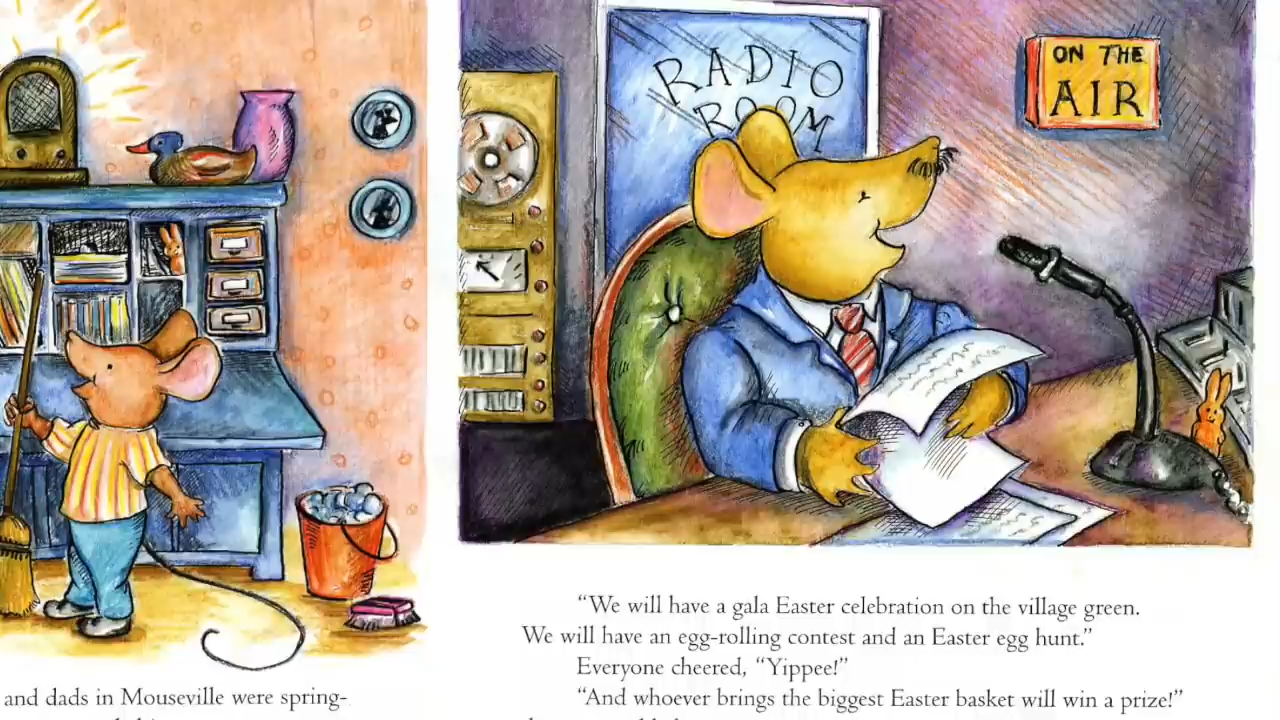 RADIO
ROOM
ON THE
AIR
and dads in Mouseville were spring-
“We will have a gala Easter celebration on the village green.
We will have an egg-rolling contest and an Easter egg hunt.”
Everyone cheered, “Yippee!”
“And whoever brings the biggest Easter basket will win a prize!”